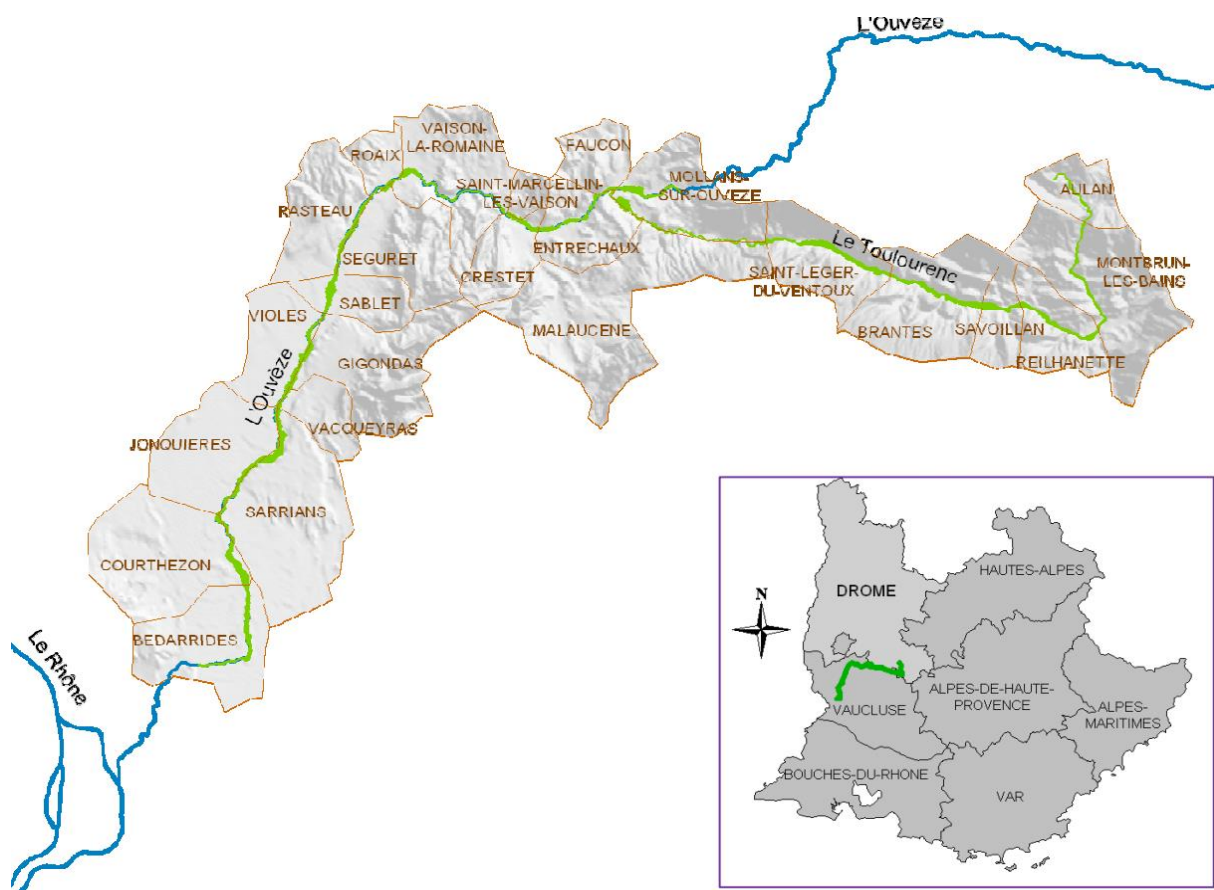 L'Ouvèze
VAISON-
LA-ROMAINE
FAUCON
ROAIX
MOLLANS-
SUR-OUVEZE
SAINT-MARCELLIN-
LES-VAISON
AULAN
RASTEAU
Le Toulourenc
ENTRECHAUX
SEGURET
CRESTET
MONTBRUN-
LES-BAINS
SAINT-LEGER-
DU-VENTOUX
SABLET
VIOLES
MALAUCENE
BRANTES
SAVOILLAN
REILHANETTE
GIGONDAS
L'Ouvèze
VACQUEYRAS
JONQUIERES
SARRIANS
COURTHEZON
BEDARRIDES
Le Rhône
HAUTES-ALPES
DROME
N
ALPES-DE-HAUTE-
PROVENCE
VAUCLUSE
ALPES-
MARITIMES
BOUCHES-DU-RHONE
VAR